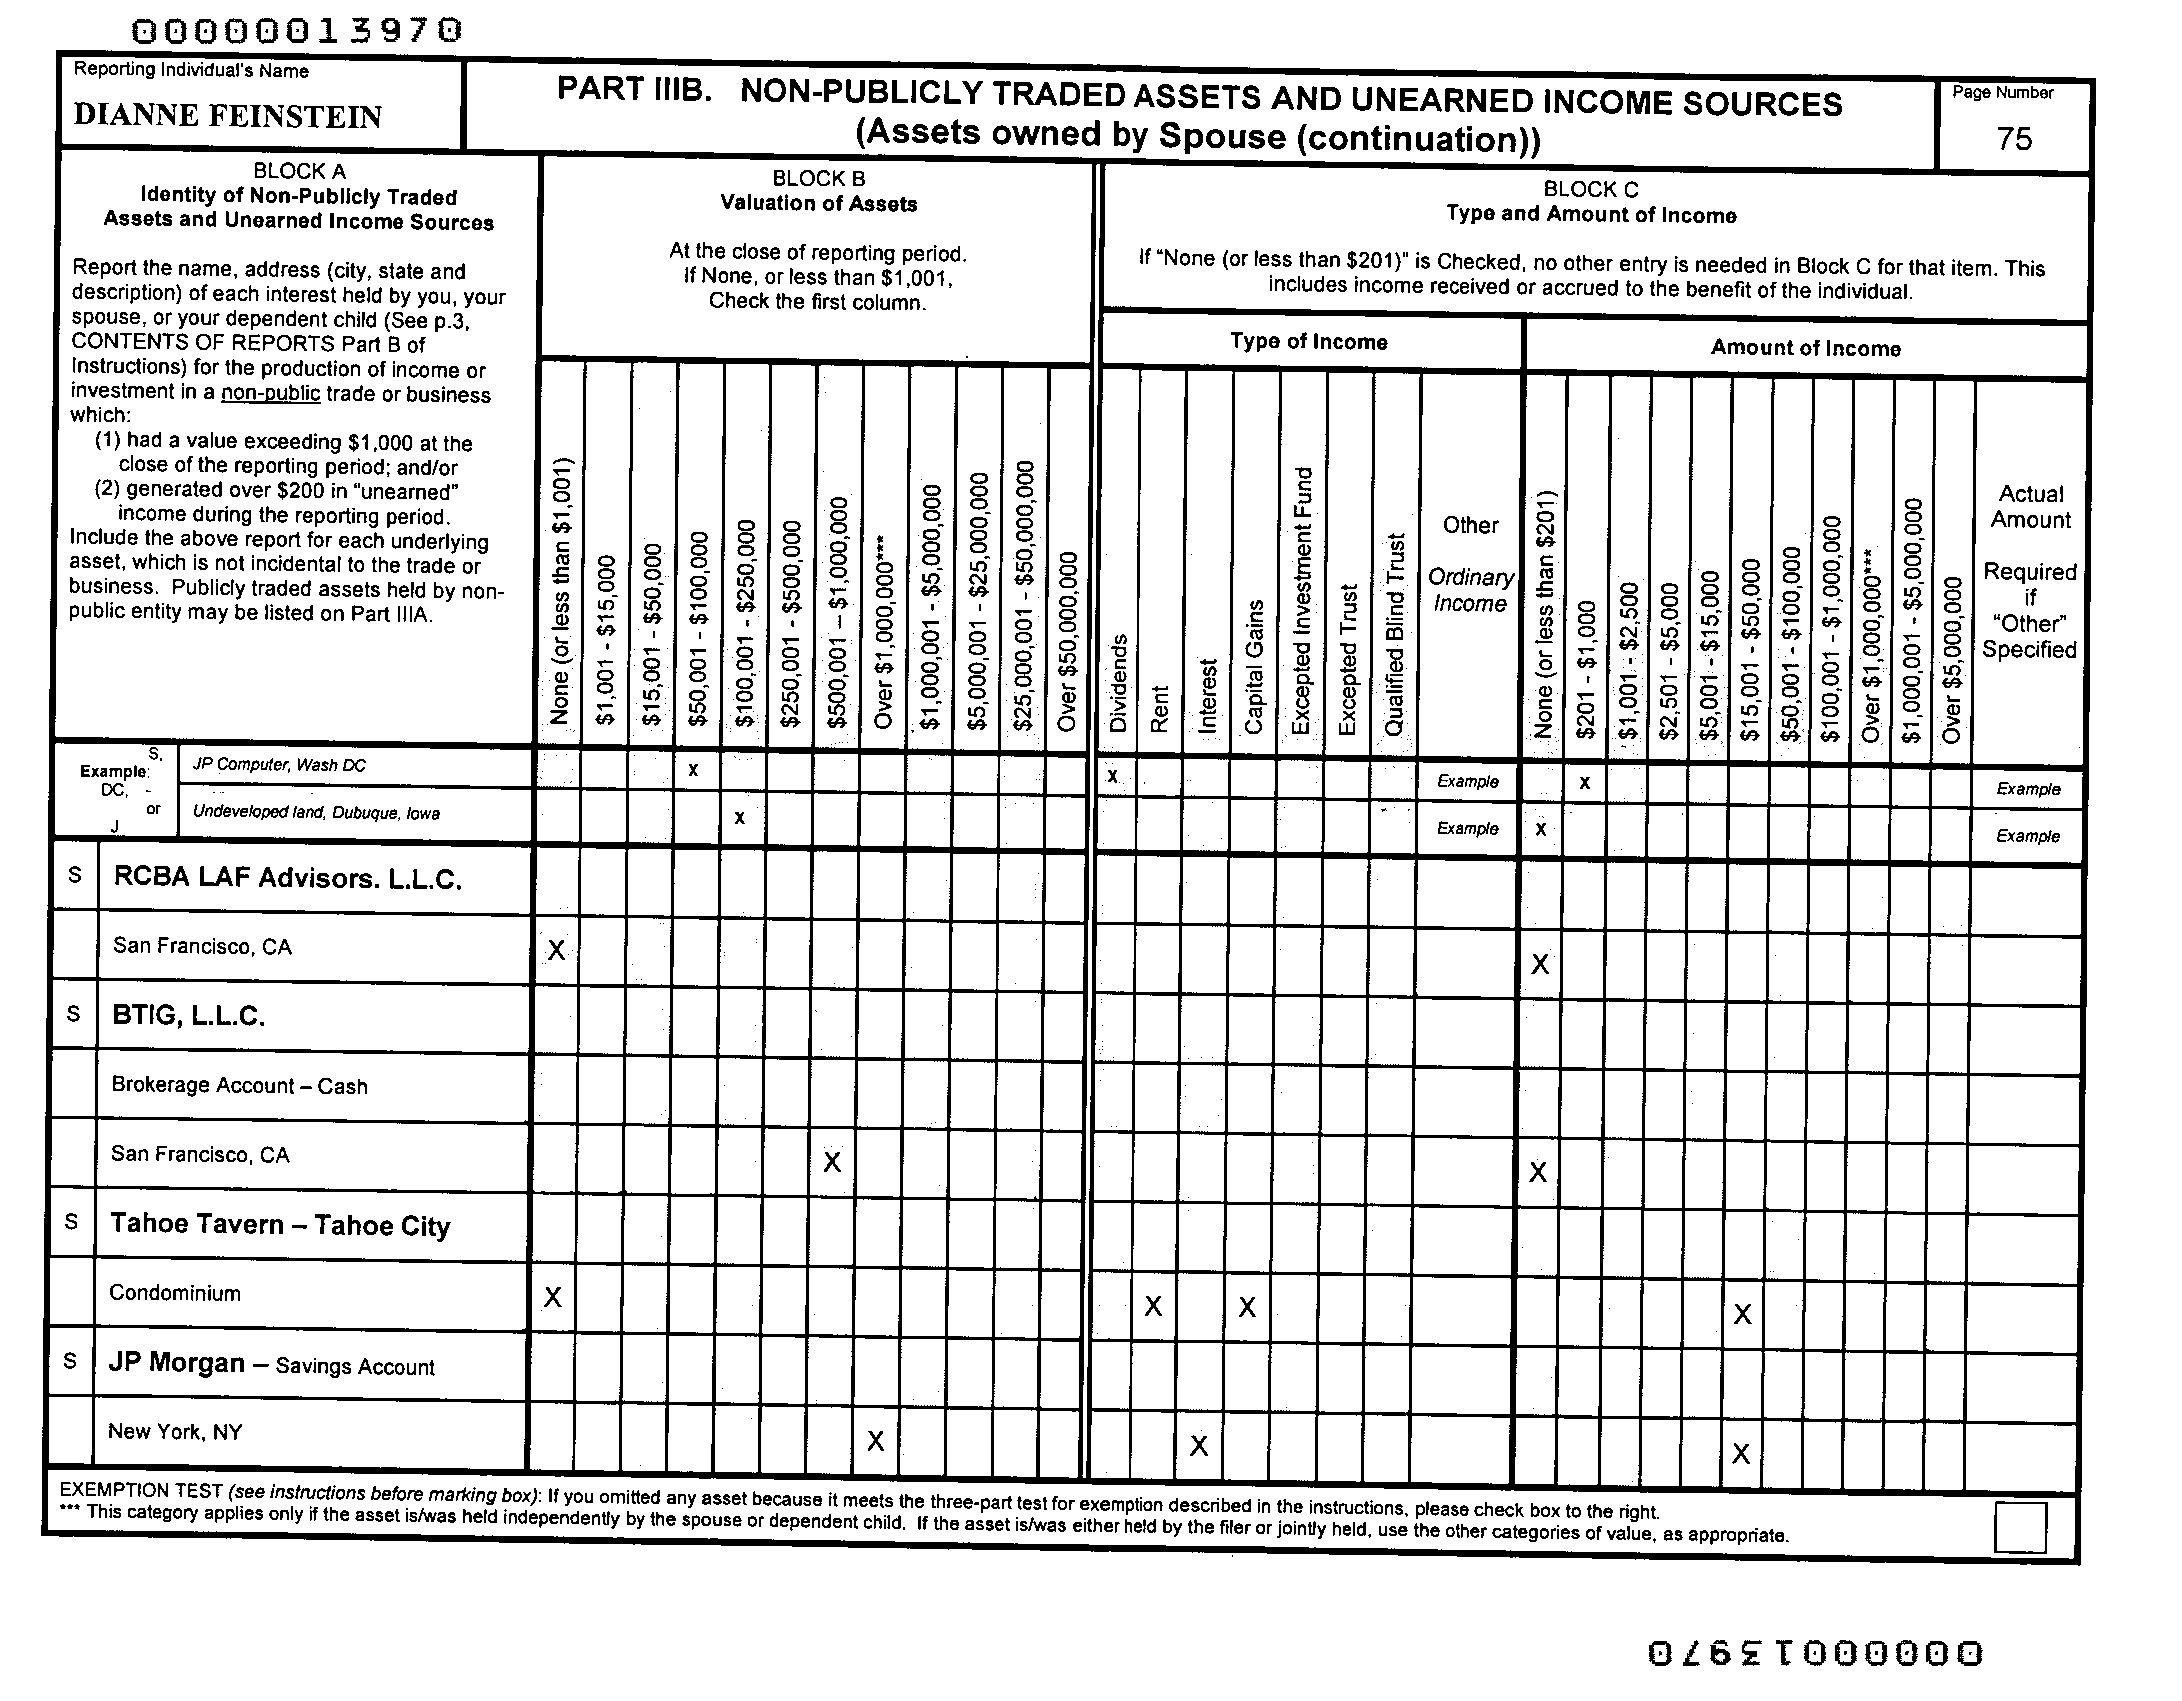 00000013970
Reporting Individual's Name
DIANNE FEINSTEIN
PART IIIB. NON-PUBLICLY TRADED ASSETS AND UNEARNED INCOME SOURCES
(Assets owned by Spouse (continuation))
Page Number
75
BLOCK A
Identity of Non-Publicly Traded
Assets and Unearned Income Sources
Report the name, address (city, state and
description) of each interest held by you, your
spouse, or your dependent child (See p.3,
CONTENTS OF REPORTS Part B of
Instructions) for the production of income or
investment in a non-public trade or business
which:
(1) had a value exceeding $1,000 at the
close of the reporting period; and/or
(2) generated over $200 in "unearned"
income during the reporting period.
Include the above report for each underlying
asset, which is not incidental to the trade or
business. Publicly traded assets held by non-
public entity may be listed on Part IIIA.
BLOCK B
Valuation of Assets
At the close of reporting period.
If None, or less than $1,001,
Check the first column.
BLOCK C
Type and Amount of Income
If "None (or less than $201)" is Checked, no other entry is needed in Block C for that item. This
includes income received or accrued to the benefit of the individual.
Type of Income
Amount of Income
None (or less than $1,001)
$1,001 - $15,000
$15,001 - $50,000
$50,001 - $100,000
$100,001 - $250,000
$250,001 - $500,000
$500,001 – $1,000,000
Over $1,000,000***
$1,000,001 - $5,000,000
$5,000,001 - $25,000,000
$25,000,001 - $50,000,000
Over $50,000,000
Dividends
Rent
Interest
Capital Gains
Excepted Investment Fund
Excepted Trust
Qualified Blind Trust
Other
Ordinary
Income
None (or less than $201)
$201 - $1,000
$1,001 - $2,500
$2,501 - $5,000
$5,001 - $15,000
$15,001 - $50,000
$50,001 - $100,000
$100,001 - $1,000,000
Over $1,000,000***
$1,000,001 - $5,000,000
Over $5,000,000
Actual
Amount
Required
if
"Other"
Specified
Example:
S,
DC, -
or
J
JP Computer, Wash DC X X Example X Example
Undeveloped land, Dubuque, Iowa X Example X Example
S RCBA LAF Advisors. L.L.C.
San Francisco, CA X X
S BTIG, L.L.C.
Brokerage Account – Cash
San Francisco, CA X X
S Tahoe Tavern – Tahoe City
Condominium X X X X
S JP Morgan – Savings Account
New York, NY X X X
EXEMPTION TEST (see instructions before marking box): If you omitted any asset because it meets the three-part test for exemption described in the instructions, please check box to the right.
*** This category applies only if the asset is/was held independently by the spouse or dependent child. If the asset is/was either held by the filer or jointly held, use the other categories of value, as appropriate.
00000013970